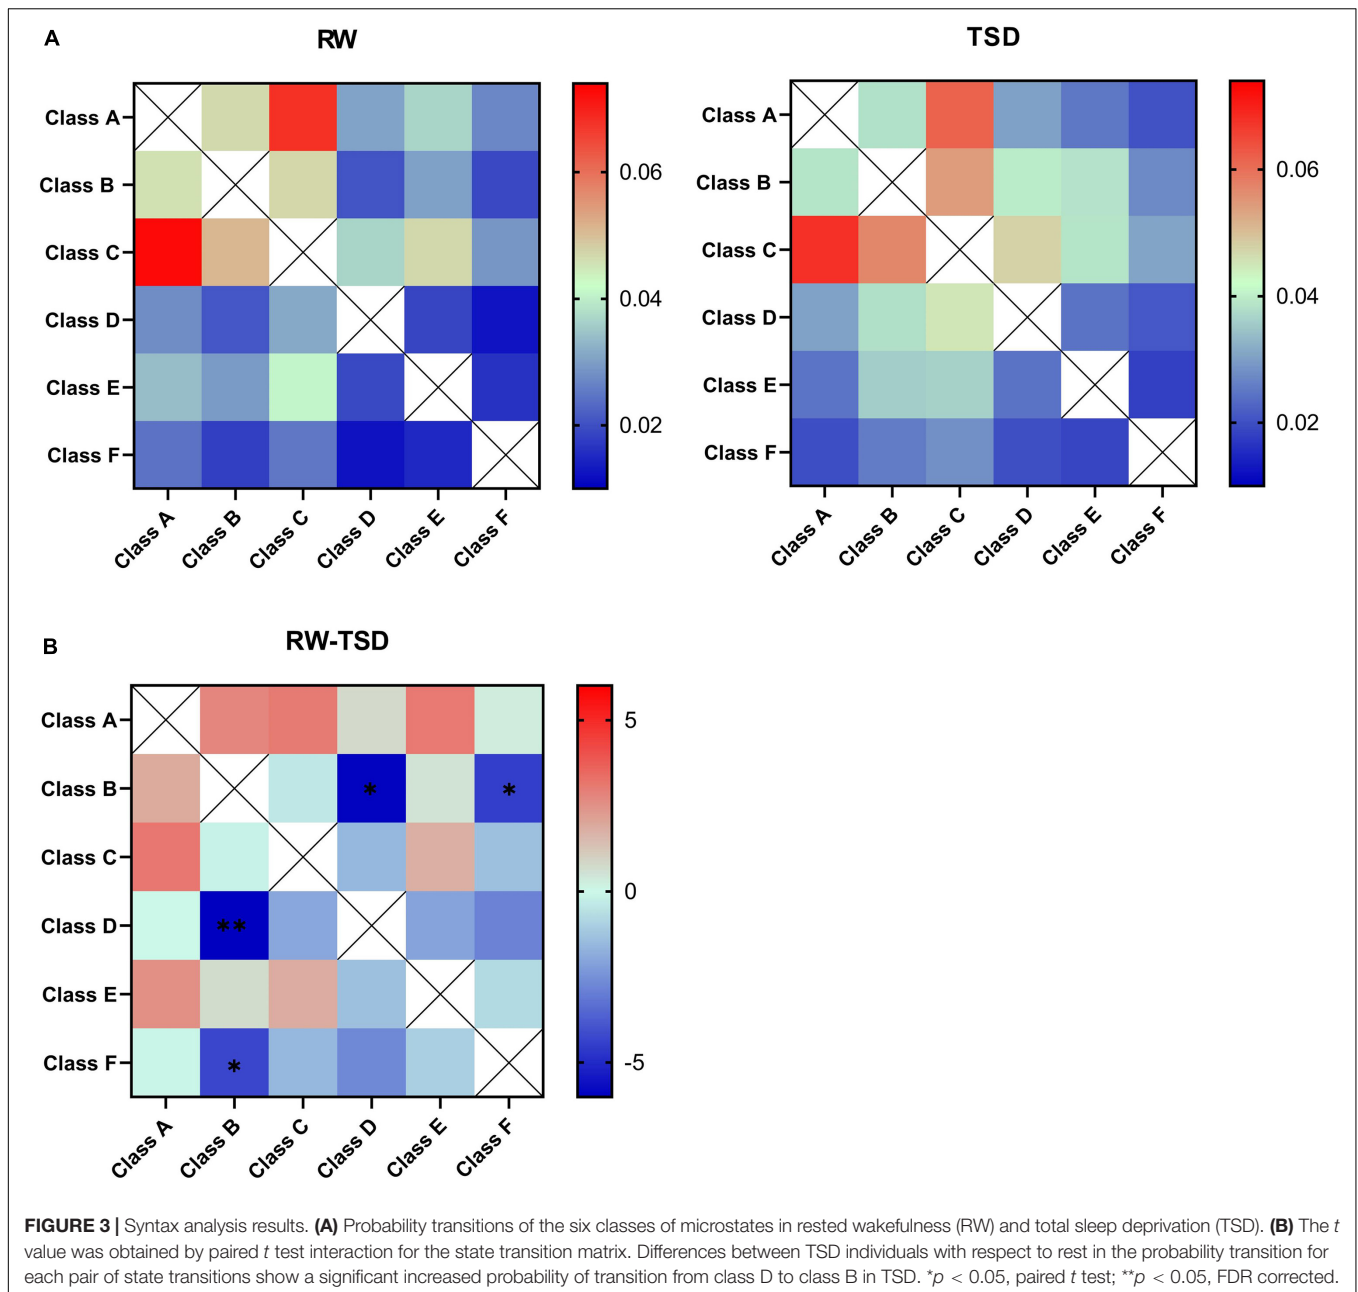 A
RW
TSD
Class A
Class B
Class C
Class D
Class E
Class F
Class A
Class B
Class C
Class D
Class E
Class F
0.06
0.04
0.02
Class A
Class B
Class C
Class D
Class E
Class F
Class A
Class B
Class C
Class D
Class E
Class F
0.06
0.04
0.02
B
RW-TSD
Class A
Class B
* *
Class C
Class D
**
Class E
Class F
*
Class A
Class B
Class C
Class D
Class E
Class F
5
0
-5
FIGURE 3 | Syntax analysis results. (A) Probability transitions of the six classes of microstates in rested wakefulness (RW) and total sleep deprivation (TSD). (B) The t
value was obtained by paired t test interaction for the state transition matrix. Differences between TSD individuals with respect to rest in the probability transition for
each pair of state transitions show a significant increased probability of transition from class D to class B in TSD. *p < 0.05, paired t test; **p < 0.05, FDR corrected.